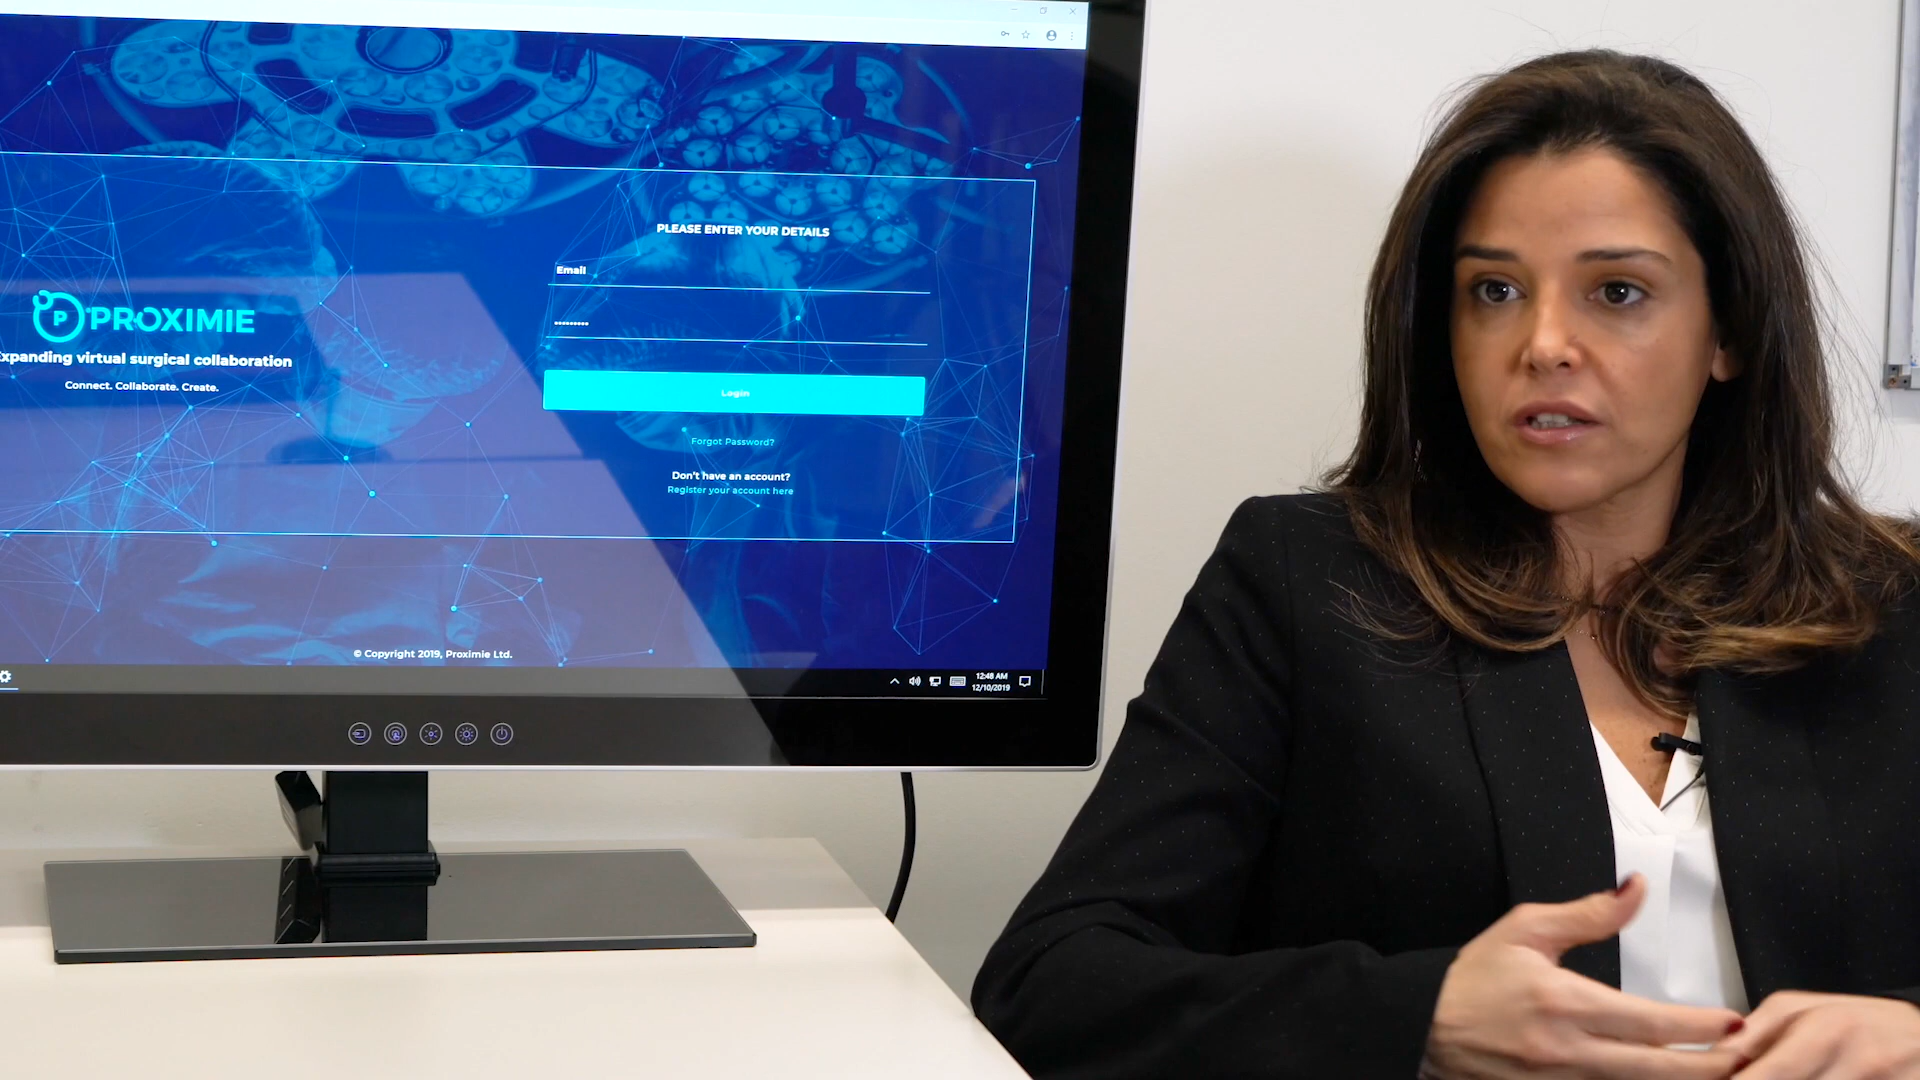 P PROXIMIE
Expanding virtual surgical collaboration
Connect. Collaborate. Create.
PLEASE ENTER YOUR DETAILS
Email
Login
Forgot Password?
Don't have an account?
Register your account here
© Copyright 2019, Proximie Ltd.
12:48 AM
12/10/2019